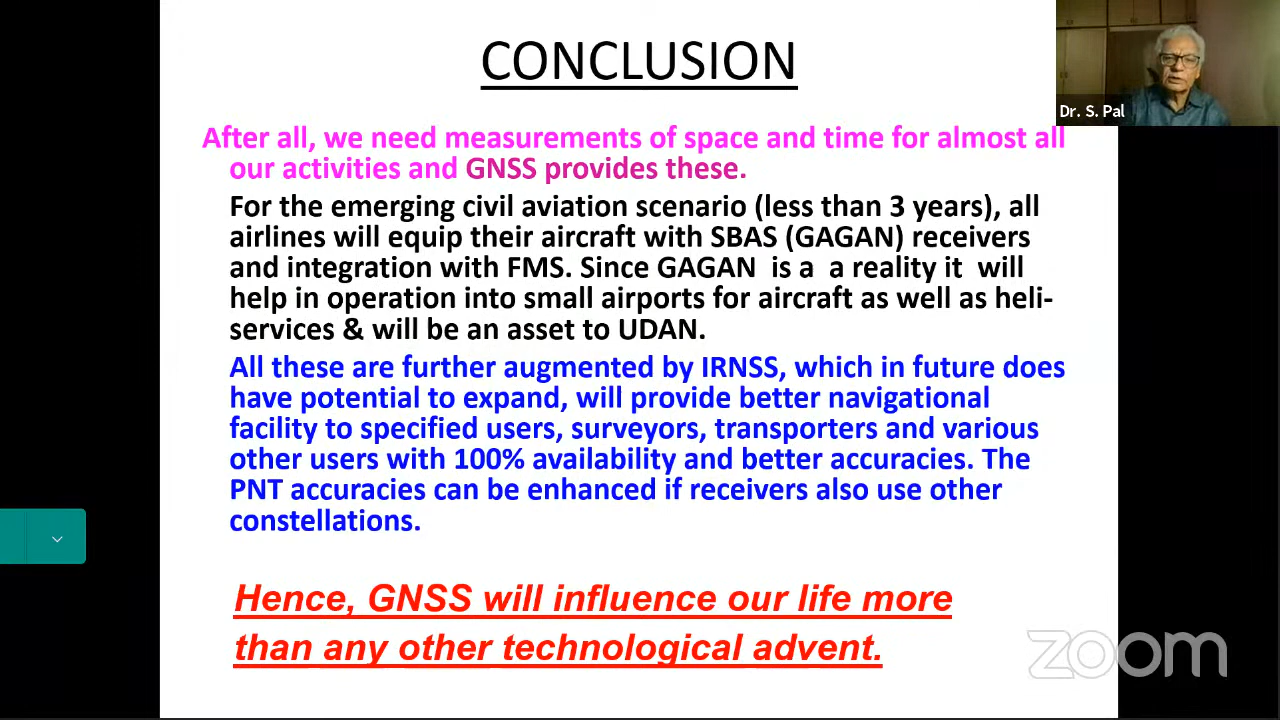 CONCLUSION
Dr. S. Pal
After all, we need measurements of space and time for almost all
our activities and GNSS provides these.
For the emerging civil aviation scenario (less than 3 years), all
airlines will equip their aircraft with SBAS (GAGAN) receivers
and integration with FMS. Since GAGAN is a a reality it will
help in operation into small airports for aircraft as well as heli-
services & will be an asset to UDAN.
All these are further augmented by IRNSS, which in future does
have potential to expand, will provide better navigational
facility to specified users, surveyors, transporters and various
other users with 100% availability and better accuracies. The
PNT accuracies can be enhanced if receivers also use other
constellations.
Hence, GNSS will influence our life more
than any other technological advent.
zoom